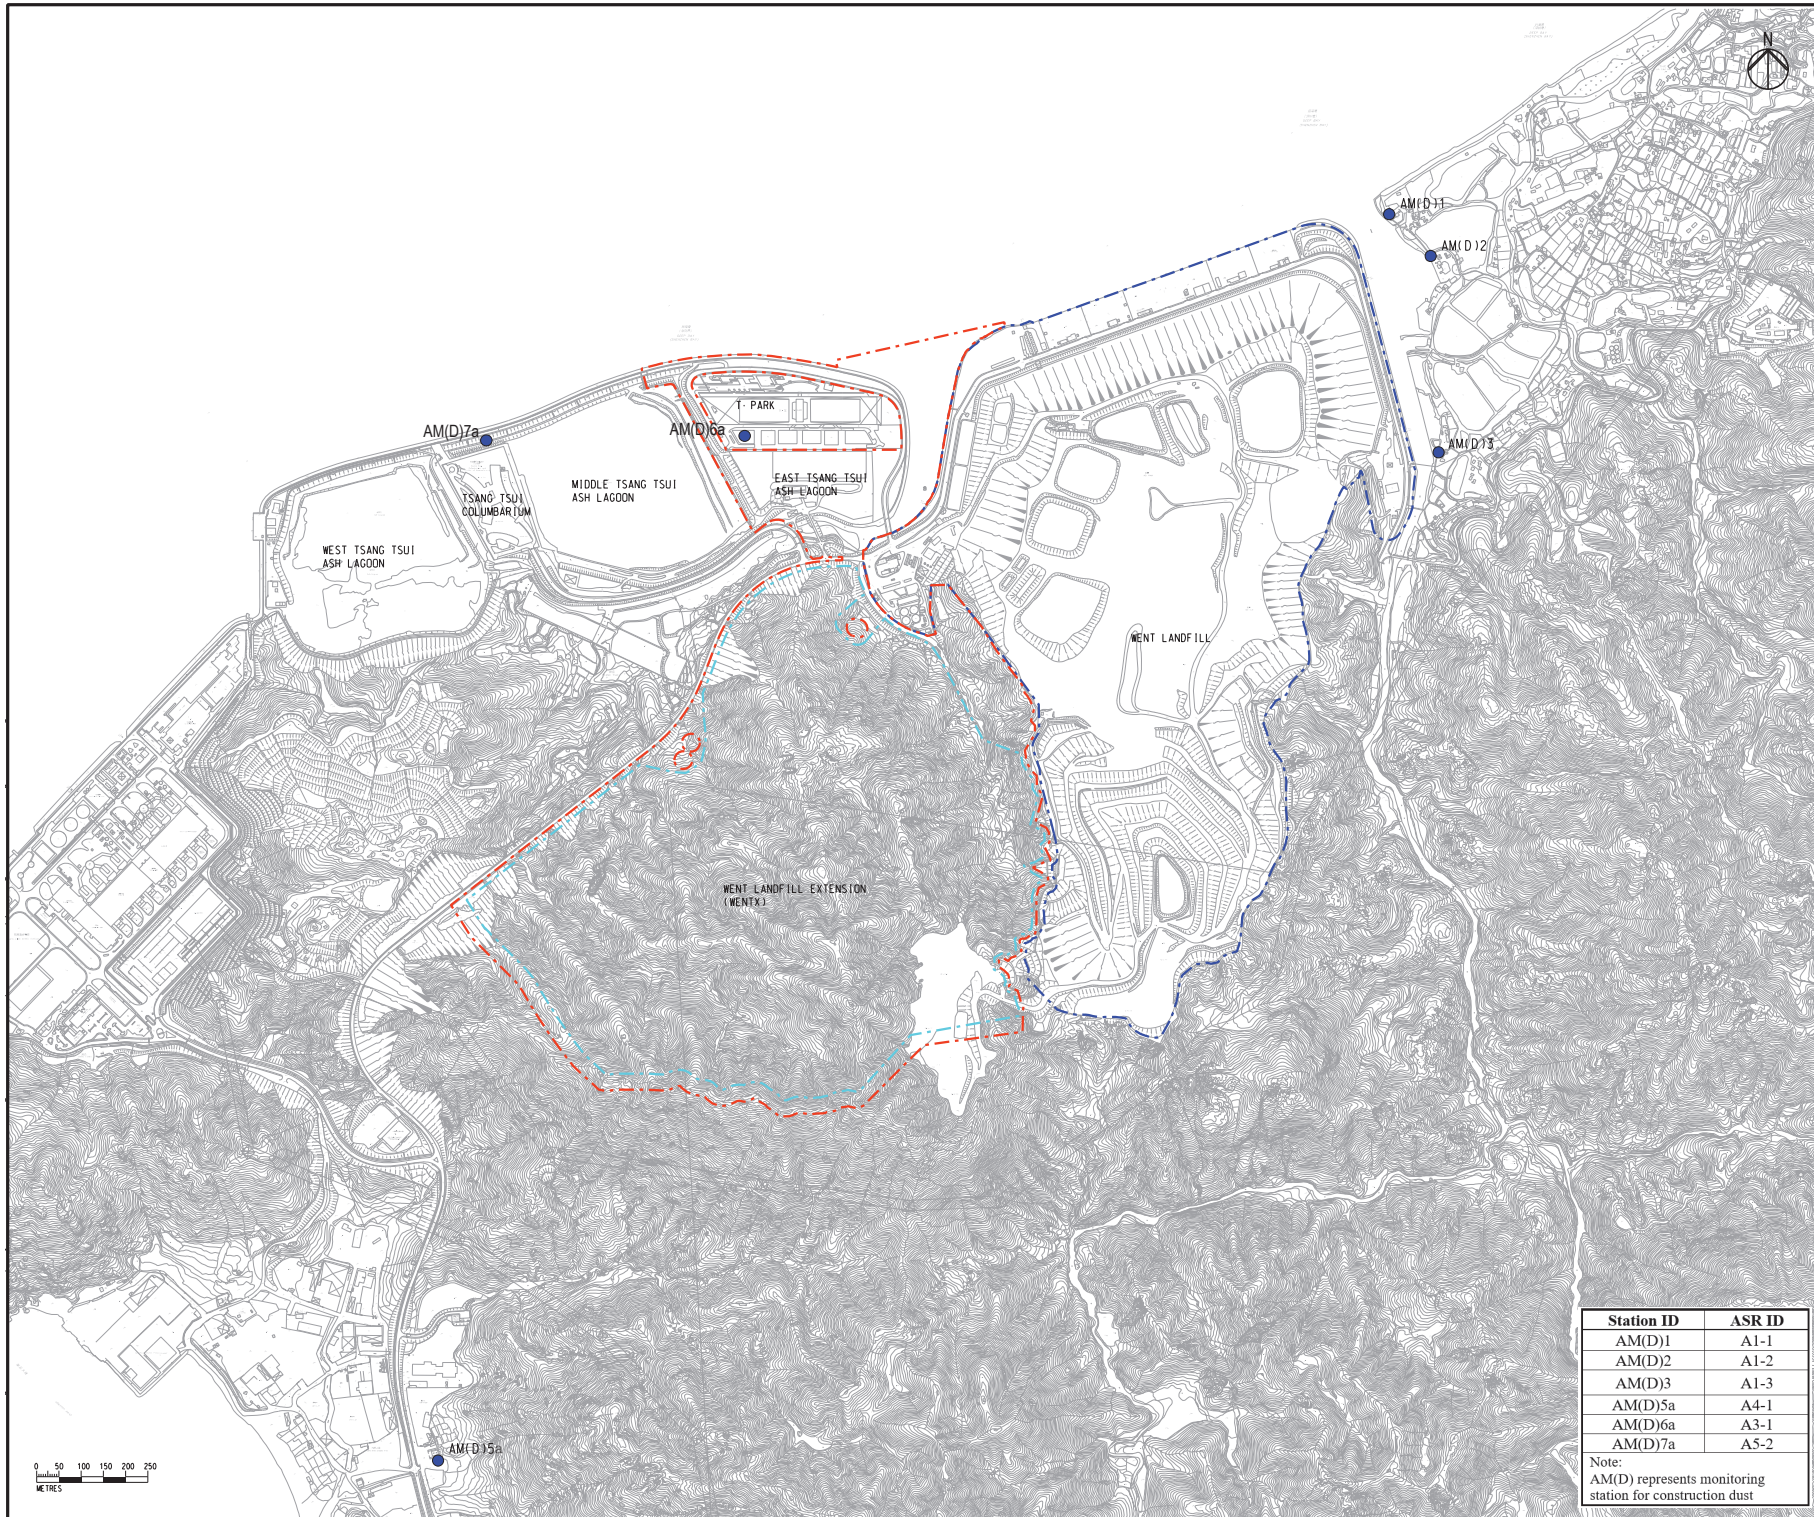 N
AM(D)1
AM(D)2
AM(D)3
T· PARK
AM(D)7a
AM(D)6a
EAST TSANG TSUI
ASH LAGOON
MIDDLE TSANG TSUI
ASH LAGOON
TSANG TSUI
COLUMBARIUM
WEST TSANG TSUI
ASH LAGOON
WENT LANDFILL
WENT LANDFILL EXTENSION
(WENTX)
AM(D)5a
0 50 100 150 200 250
METRES
Station ID ASR ID
AM(D)1 A1-1
AM(D)2 A1-2
AM(D)3 A1-3
AM(D)5a A4-1
AM(D)6a A3-1
AM(D)7a A5-2
Note:
AM(D) represents monitoring
station for construction dust